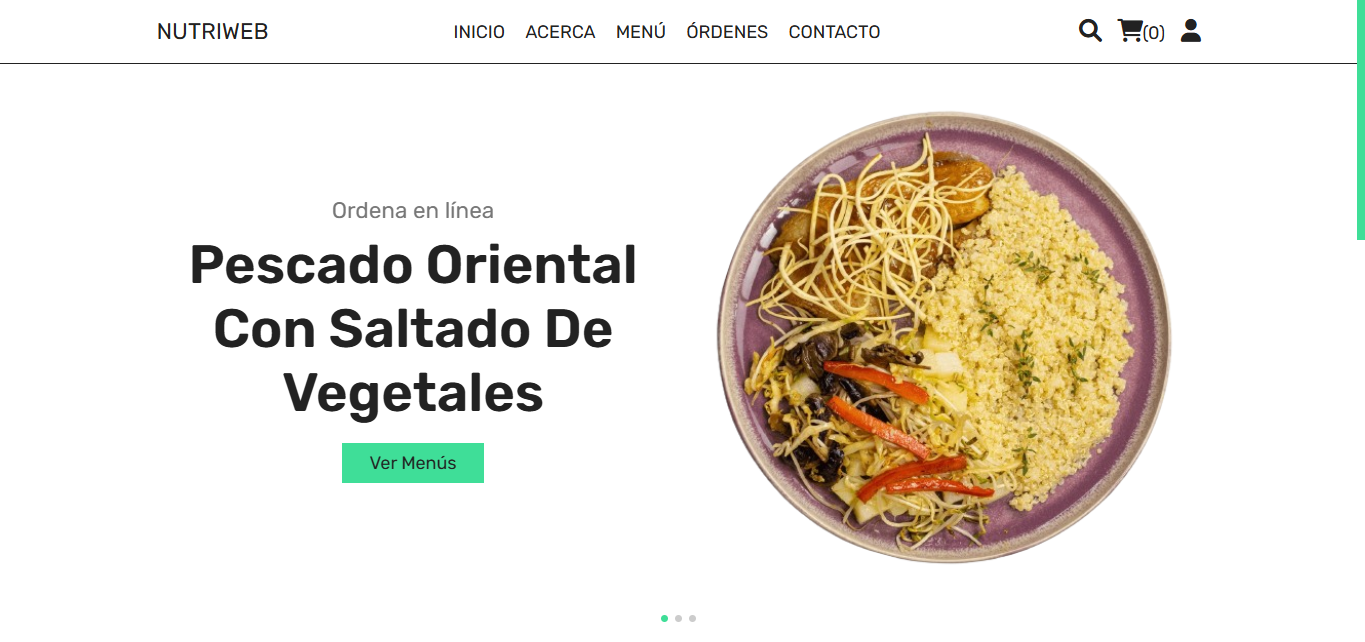 NUTRIWEB INICIO ACERCA MENÚ ÓRDENES CONTACTO (0)
Ordena en línea
Pescado Oriental
Con Saltado De
Vegetales
Ver Menús